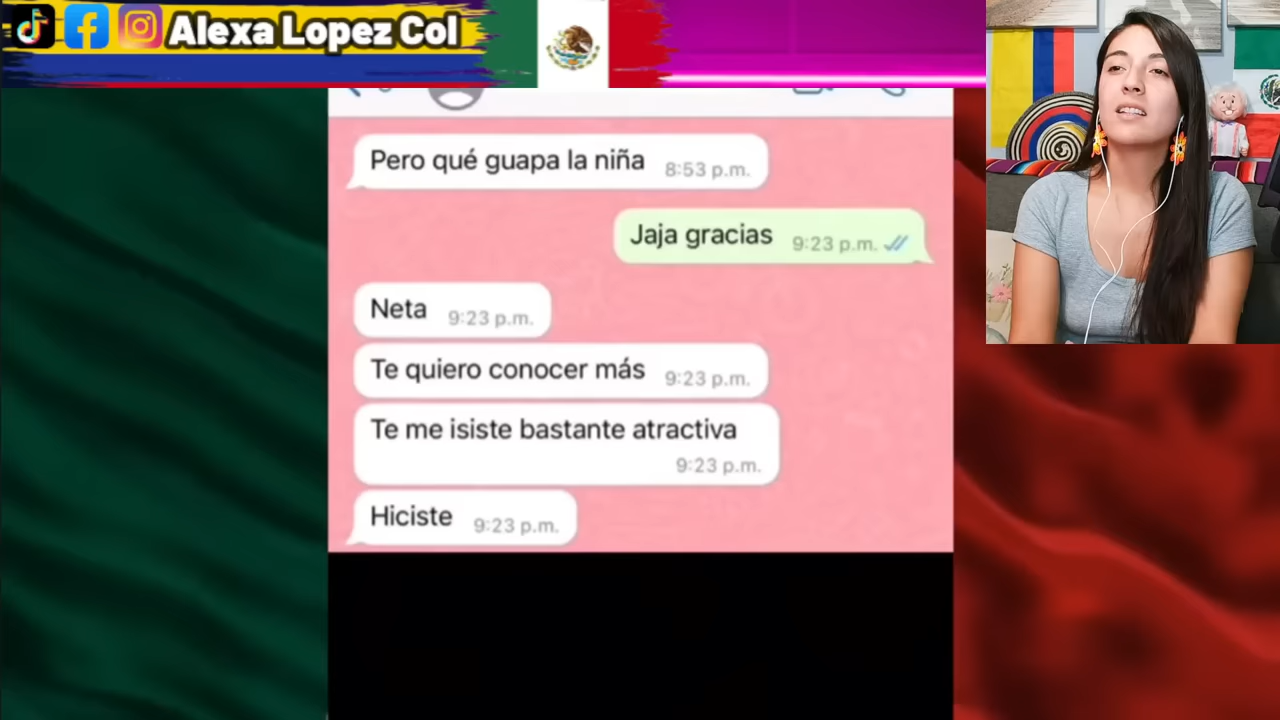 Alexa Lopez Col
Pero qué guapa la niña 8:53 p.m.
Jaja gracias 9:23 p.m.
Neta 9:23 p.m.
Te quiero conocer más 9:23 p.m.
Te me isiste bastante atractiva
9:23 p.m.
Hiciste 9:23 p.m.